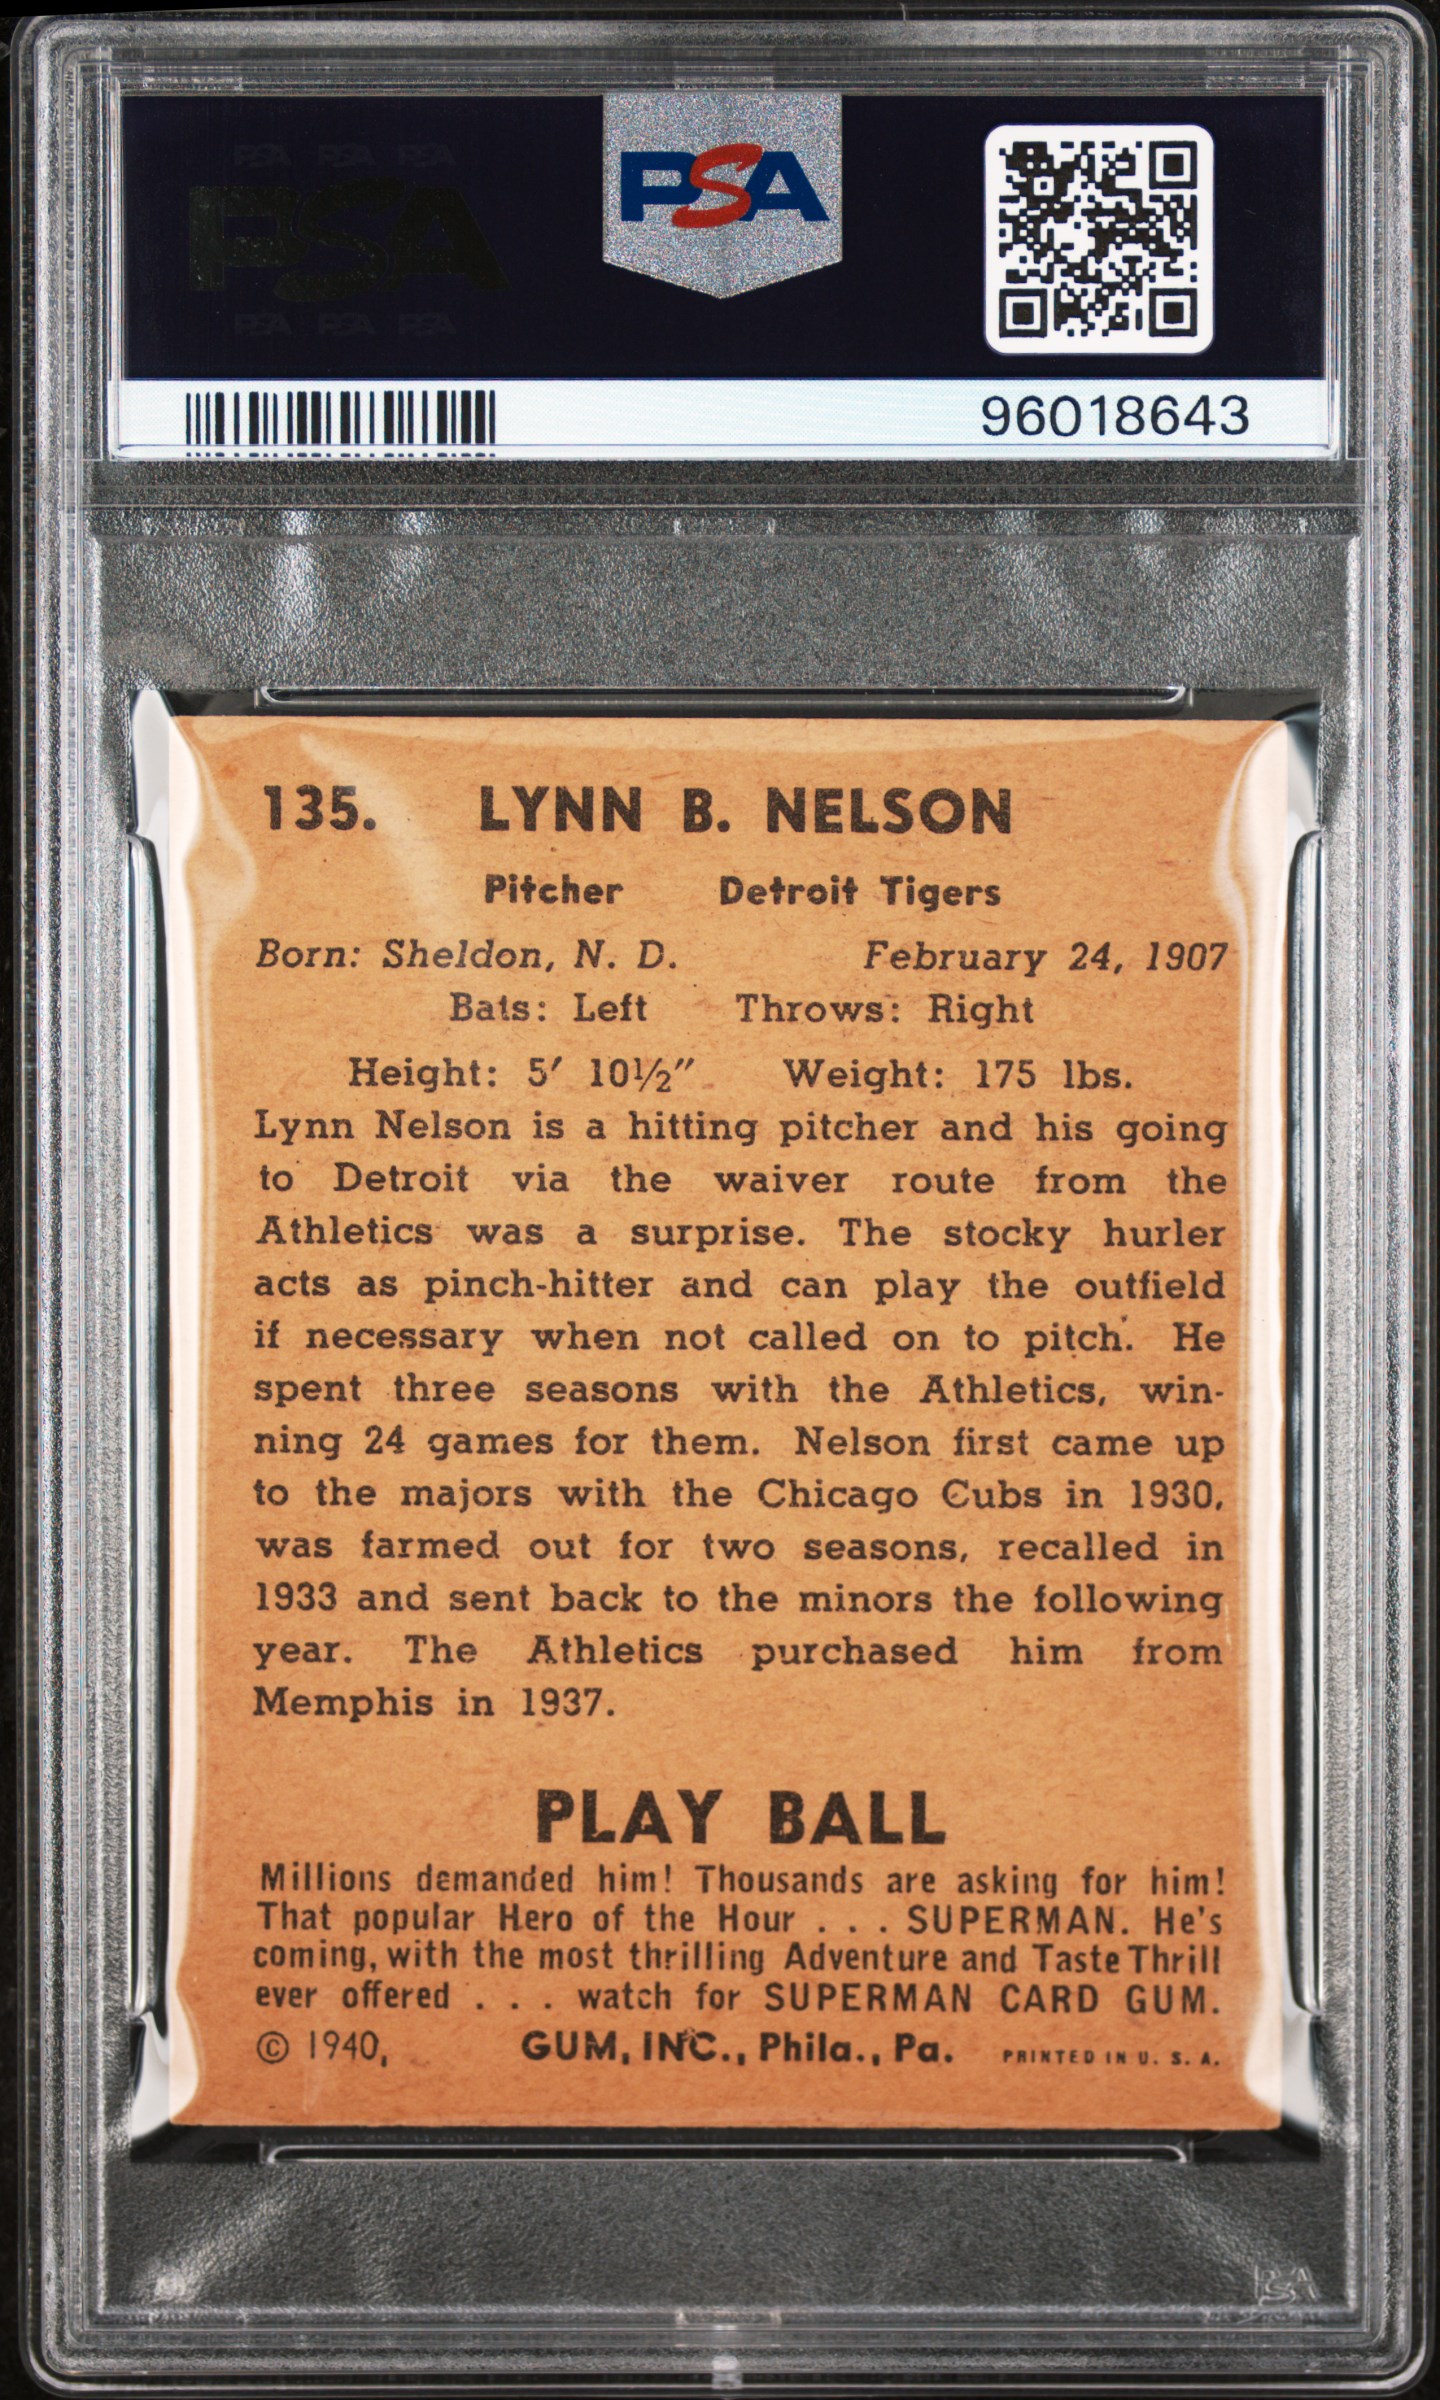 PSA PSA PSA
PSA
PSA PSA PSA
PSA
96018643
135. LYNN B. NELSON
Pitcher Detroit Tigers
Born: Sheldon, N. D. February 24, 1907
Bats: Left Throws: Right
Height: 5′ 10½″ Weight: 175 lbs.
Lynn Nelson is a hitting pitcher and his going
to Detroit via the waiver route from the
Athletics was a surprise. The stocky hurler
acts as pinch-hitter and can play the outfield
if necessary when not called on to pitch. He
spent three seasons with the Athletics, win-
ning 24 games for them. Nelson first came up
to the majors with the Chicago Cubs in 1930,
was farmed out for two seasons, recalled in
1933 and sent back to the minors the following
year. The Athletics purchased him from
Memphis in 1937.
PLAY BALL
Millions demanded him! Thousands are asking for him!
That popular Hero of the Hour . . . SUPERMAN. He's
coming, with the most thrilling Adventure and Taste Thrill
ever offered . . . watch for SUPERMAN CARD GUM.
© 1940, GUM, INC., Phila., Pa. PRINTED IN U. S. A.
PSA